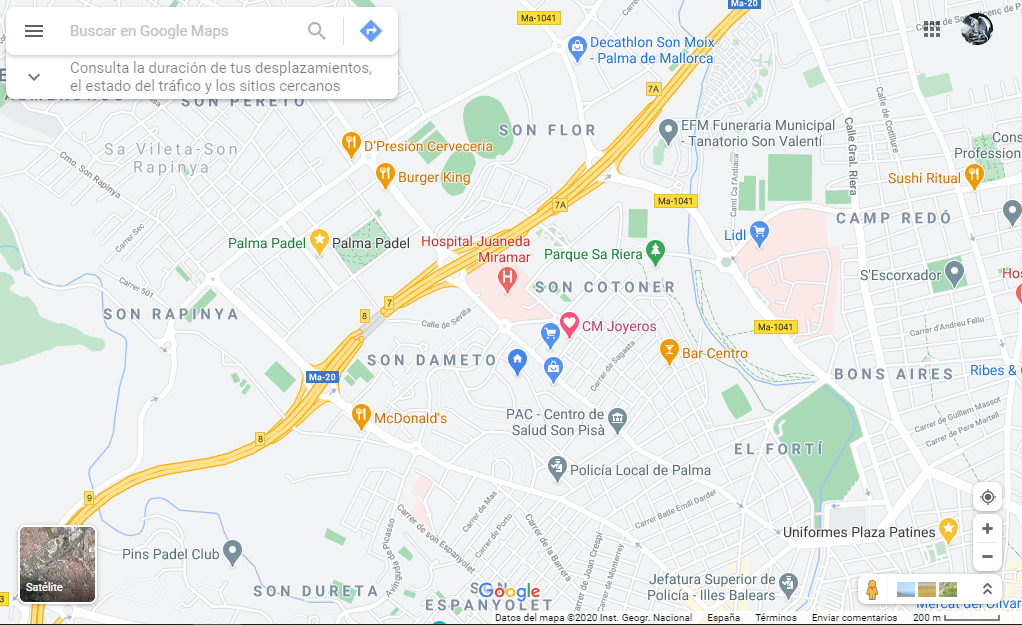 Buscar en Google Maps
Consulta la duración de tus desplazamientos,
el estado del tráfico y los sitios cercanos
Ma-1041
Ma-20
Decathlon Son Moix
- Palma de Mallorca
7A
SON PERETÓ
SON FLOR
EFM Funeraria Municipal
- Tanatorio Son Valentí
Calle de Cotlliure
Calle Gral. Riera
D'Presión Cervecería
Sa Vileta-Son
Rapinya
Cmo. Son Rapinya
Burger King
Camí Ca l'Ardiaca
Cons
Profession
Sushi Ritual
7A
Ma-1041
CAMP REDÓ
Carrer Sec
Palma Padel
Palma Padel
Hospital Juaneda
Miramar
Lidl
Parque Sa Riera
S'Escorxador
Hos
Carrer 501
SON COTONER
SON RAPINYA
7
8
Calle de Sevilla
CM Joyeros
Ma-1041
Carrer d'Andreu Feliu
SON DAMETO
Carrer de Sagasta
Bar-Centro
Ma-20
BONS AIRES
Ribes &
McDonald's
PAC - Centro de
Salud Son Pisà
Carrer de Guillem Massot
Carrer de Pere Martell
8
EL FORTÍ
Policía Local de Palma
9
Carrer de Mas
Carrer de Porto
Carrer Batle Emili Darder
Carrer de son Espanyolet
Avinguda Picasso
Uniformes Plaza Patines
Pins Padel Club
Carrer de la Barrera
Carrer de Joan Crespi
Carrer de Monterrey
Satélite
SON DURETA
SON
ESPANYOLET
Google
Jefatura Superior de
Policía - Illes Balears
Mercat del Olivar
Datos del mapa ©2020 Inst. Geogr. Nacional
España
Términos
Enviar comentarios
200 m